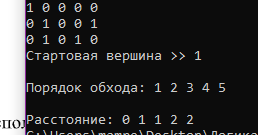 1 0 0 0 0
0 1 0 0 1
0 1 0 1 0
Стартовая вершина >> 1
Порядок обхода: 1 2 3 4 5
Расстояние: 0 1 1 2 2